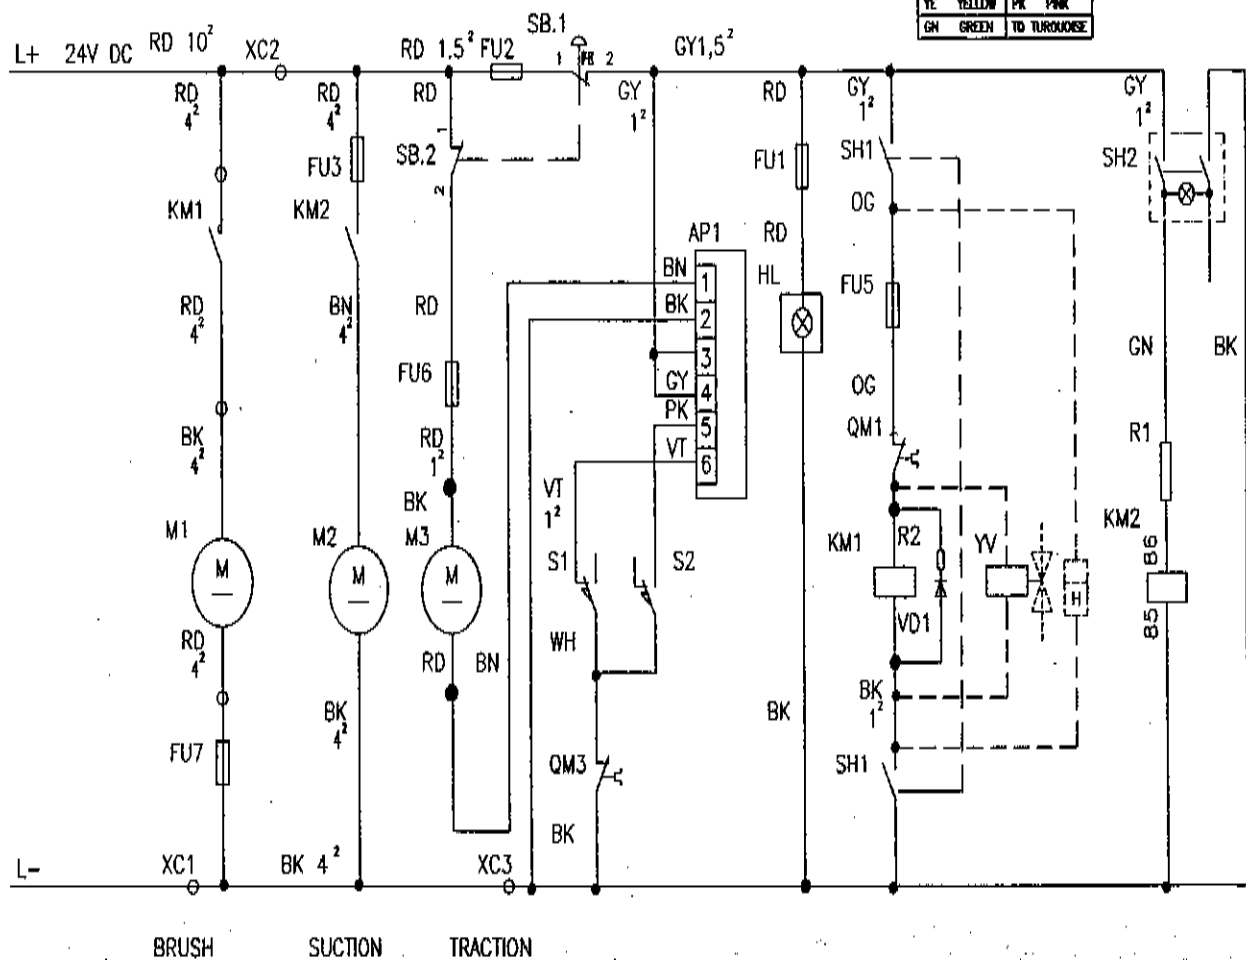 YE YELLOW PK PINK
GN GREEN TO TURQUOISE
SB.1
L+ 24V DC RD 10² XC2 RD 1,5² FU2 1 2 GY1,5²
RD 4² RD 4² RD GY 1² RD GY 1² GY 1²
FU3 SB.2 1 2 FU1 SH1 SH2
KM1 KM2 OG
AP1 RD
BN 1 HL FU5
RD 4² BN 4² RD BK 2
3 GN BK
FU6 GY 4 OG
PK 5 QM1 R1
BK 4² RD 1² VT 6
BK VT 1²
M1 M2 M3 KM1 R2 YV KM2 B6
M M M S1 S2 H B5
VD1
RD 4² RD BN WH
BK 4² BK BK 1²
FU7 QM3 SH1
BK
L- XC1 BK 4² XC3
BRUSH SUCTION TRACTION